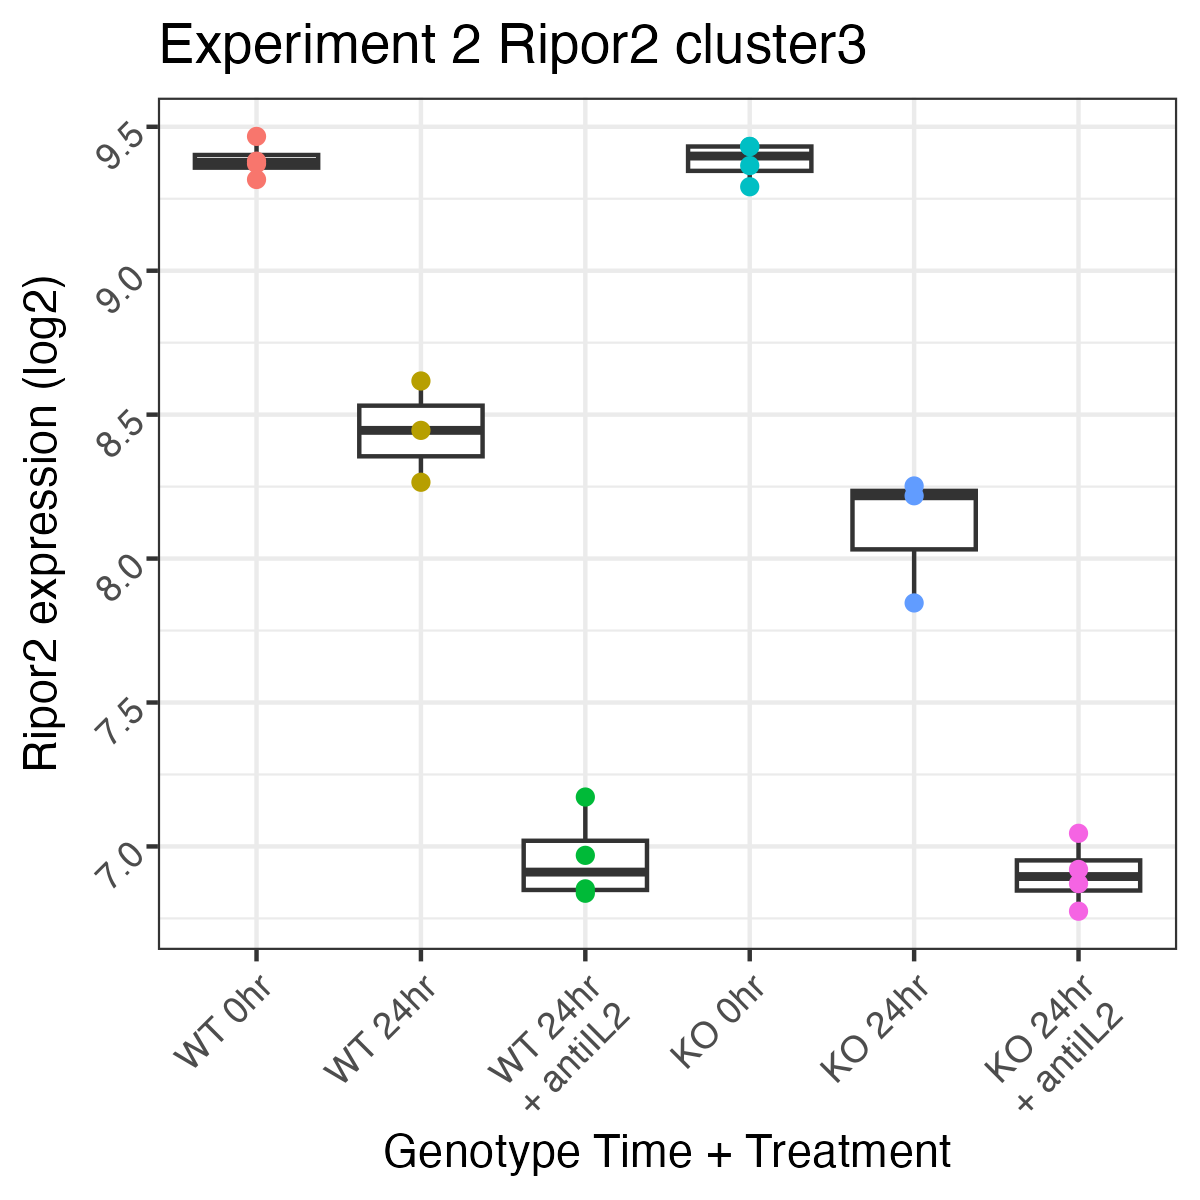 Experiment 2 Ripor2 cluster3
Ripor2 expression (log2)
9.5
9.0
8.5
8.0
7.5
7.0
WT 0hr
WT 24hr
WT 24hr
+ antiIL2
KO 0hr
KO 24hr
KO 24hr
+ antiIL2
Genotype Time + Treatment